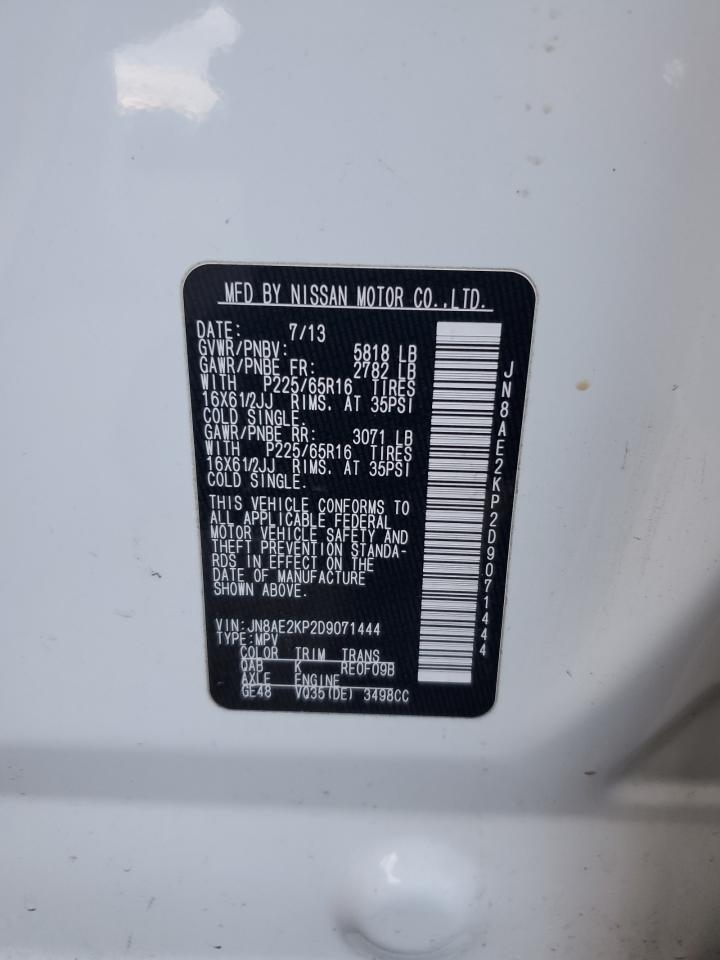 MFD BY NISSAN MOTOR CO.,LTD.
DATE: 7/13
GVWR/PNBV: 5818 LB
GAWR/PNBE FR: 2782 LB
WITH P225/65R16 TIRES
16X61/2JJ RIMS. AT 35PSI
COLD SINGLE.
GAWR/PNBE RR: 3071 LB
WITH P225/65R16 TIRES
16X61/2JJ RIMS. AT 35PSI
COLD SINGLE.
THIS VEHICLE CONFORMS TO
ALL APPLICABLE FEDERAL
MOTOR VEHICLE SAFETY AND
THEFT PREVENTION STANDA-
RDS IN EFFECT ON THE
DATE OF MANUFACTURE
SHOWN ABOVE.
VIN:JN8AE2KP2D9071444
TYPE:MPV
COLOR TRIM TRANS
QAB K RE0F09B
AXLE ENGINE
GE48 VQ35(DE) 3498CC
JN8AE2KP2D9071444